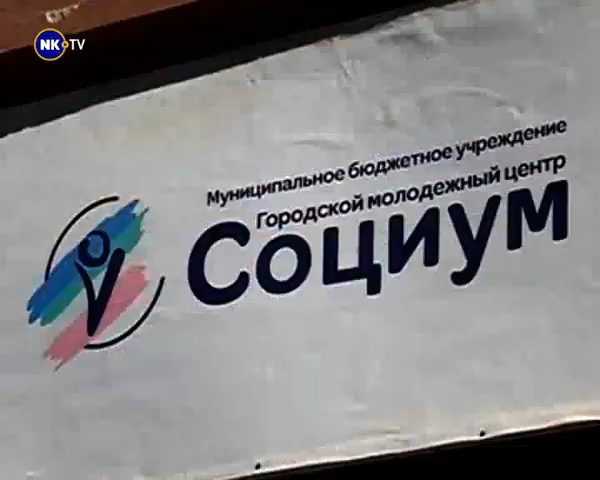 NK TV
Муниципальное бюджетное учреждение
Городской молодежный центр
Социум